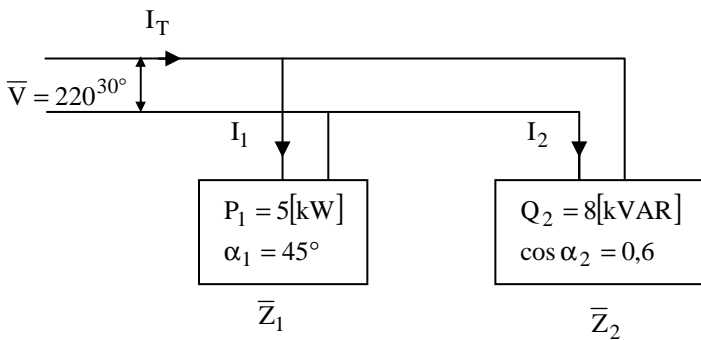 I_T
V̅ = 220^{30°}
I_1
I_2
P_1 = 5[kW]
α_1 = 45°
Q_2 = 8[kVAR]
cos α_2 = 0,6
Z̅_1
Z̅_2